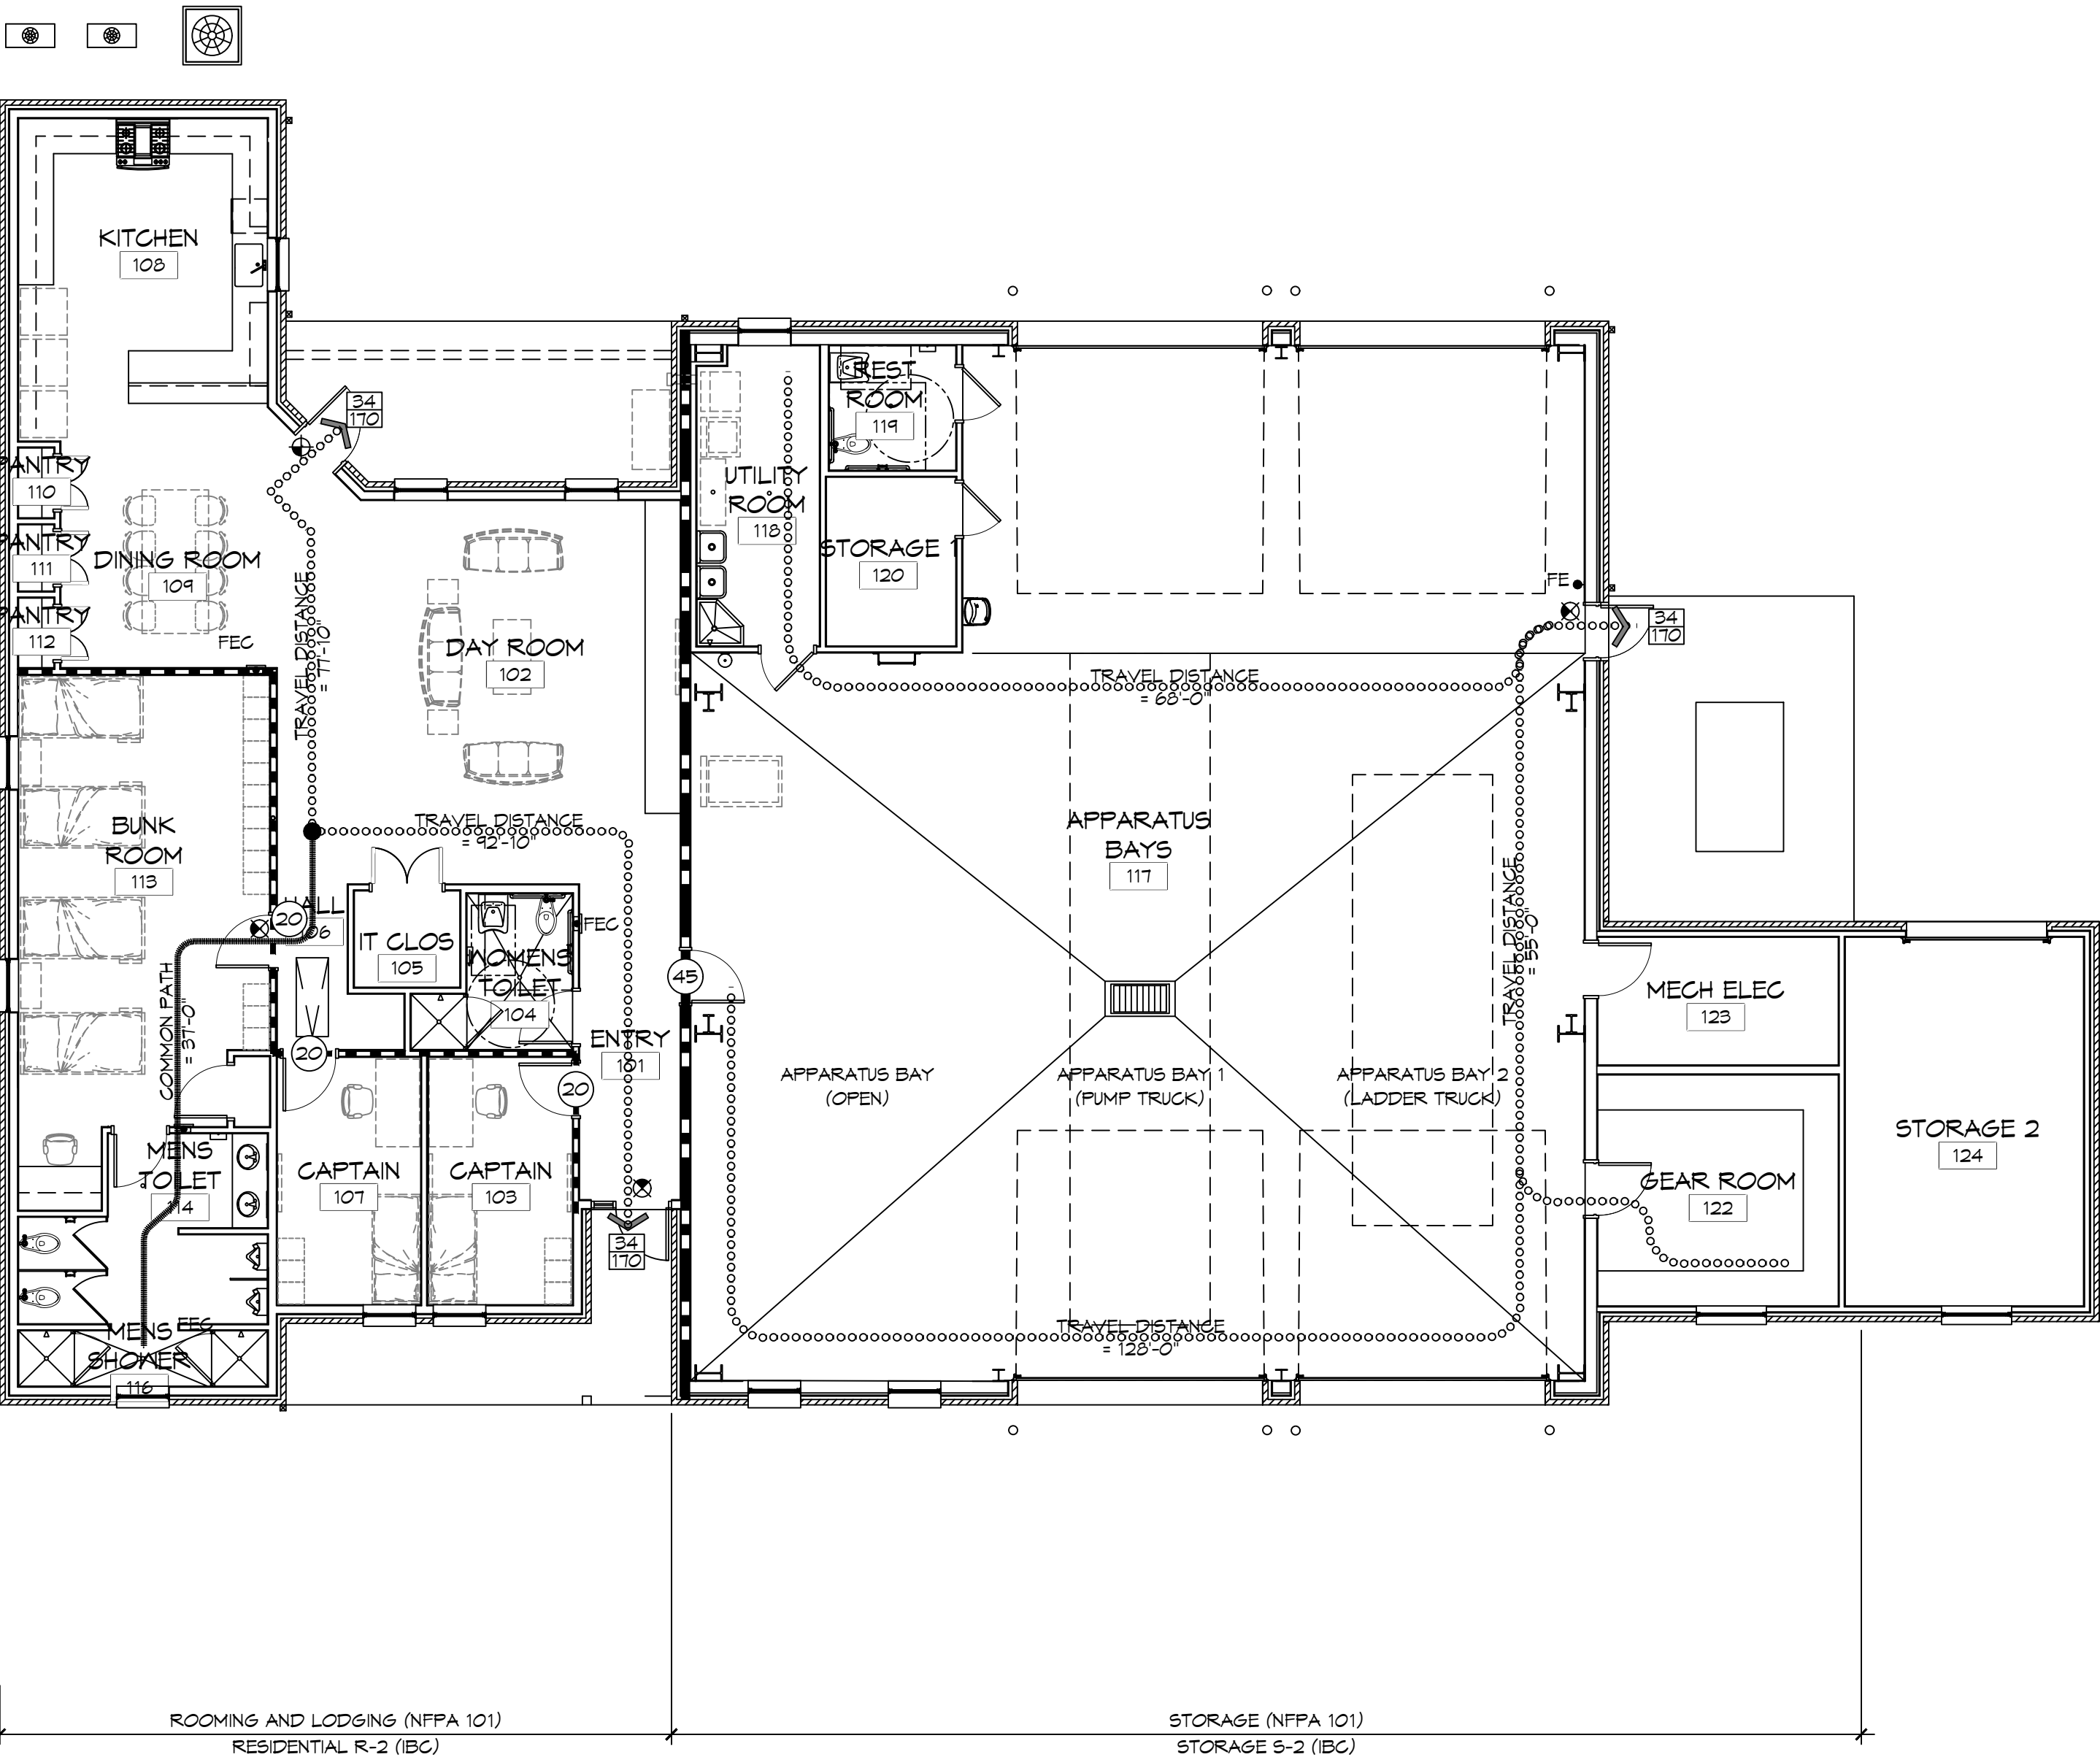 KITCHEN
108
34
170
REST
ROOM
119
PANTRY
110
UTILITY
ROOM
118
PANTRY
111
DINING ROOM
109
STORAGE 1
120
FE
34
170
PANTRY
112
FEC
TRAVEL DISTANCE
= 77'-10"
DAY ROOM
102
TRAVEL DISTANCE
= 68'-0"
BUNK
ROOM
113
TRAVEL DISTANCE
= 92'-10"
APPARATUS
BAYS
117
TRAVEL DISTANCE
= 55'-0"
20
HALL
106
IT CLOS
105
WOMENS
TOILET
104
FEC
45
COMMON PATH
= 37'-0"
MECH ELEC
123
20
ENTRY
101
20
APPARATUS BAY
(OPEN)
APPARATUS BAY 1
(PUMP TRUCK)
APPARATUS BAY 2
(LADDER TRUCK)
STORAGE 2
124
MENS
TOILET
114
CAPTAIN
107
CAPTAIN
103
GEAR ROOM
122
34
170
MENS
SHOWER
116
FEC
TRAVEL DISTANCE
= 128'-0"
ROOMING AND LODGING (NFPA 101)
RESIDENTIAL R-2 (IBC)
STORAGE (NFPA 101)
STORAGE S-2 (IBC)